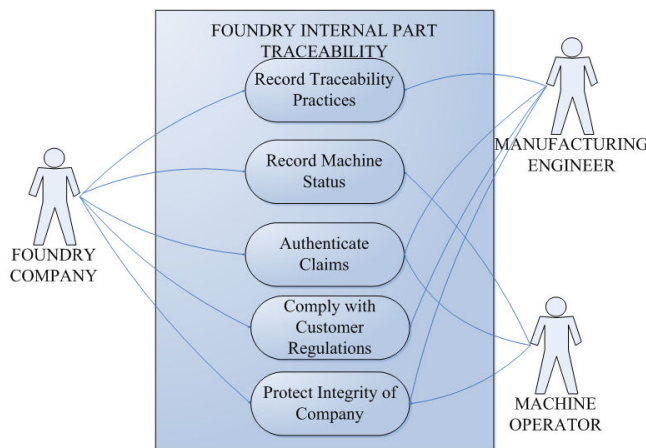 FOUNDRY INTERNAL PART
TRACEABILITY
Record Traceability
Practices
MANUFACTURING
ENGINEER
Record Machine
Status
FOUNDRY
COMPANY
Authenticate
Claims
Comply with
Customer
Regulations
Protect Integrity of
Company
MACHINE
OPERATOR